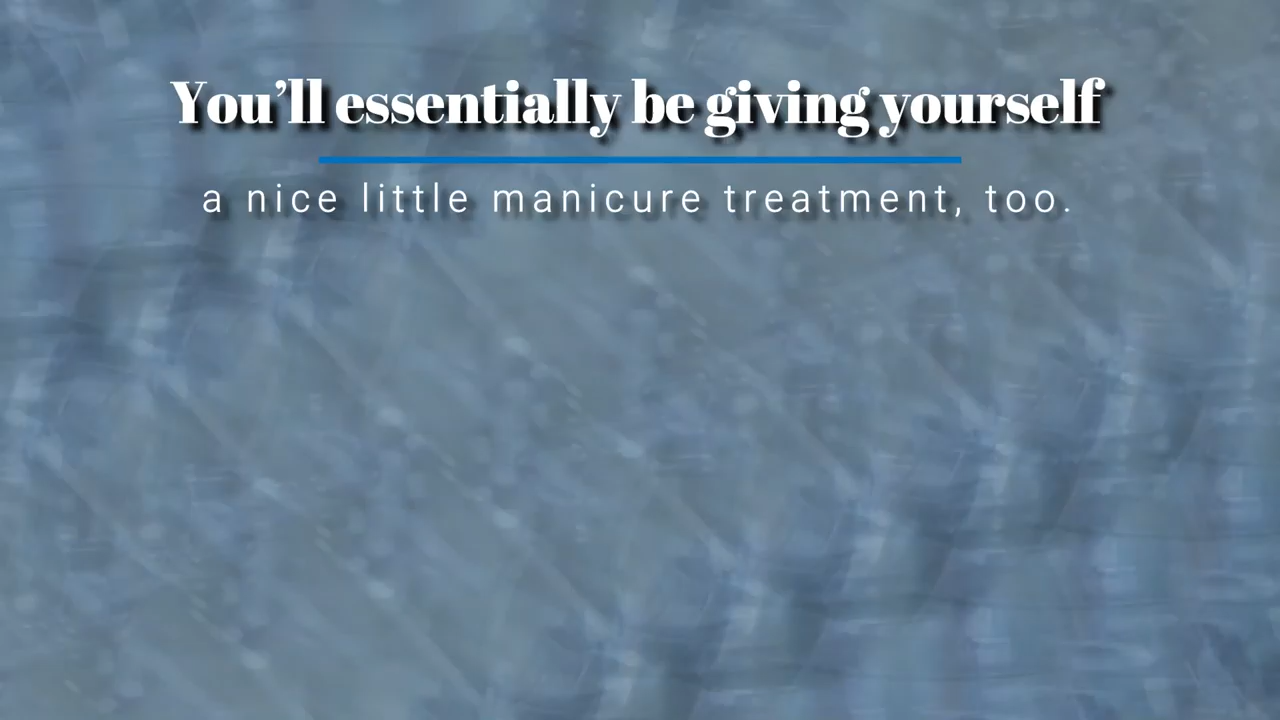 You’ll essentially be giving yourself
a nice little manicure treatment, too.